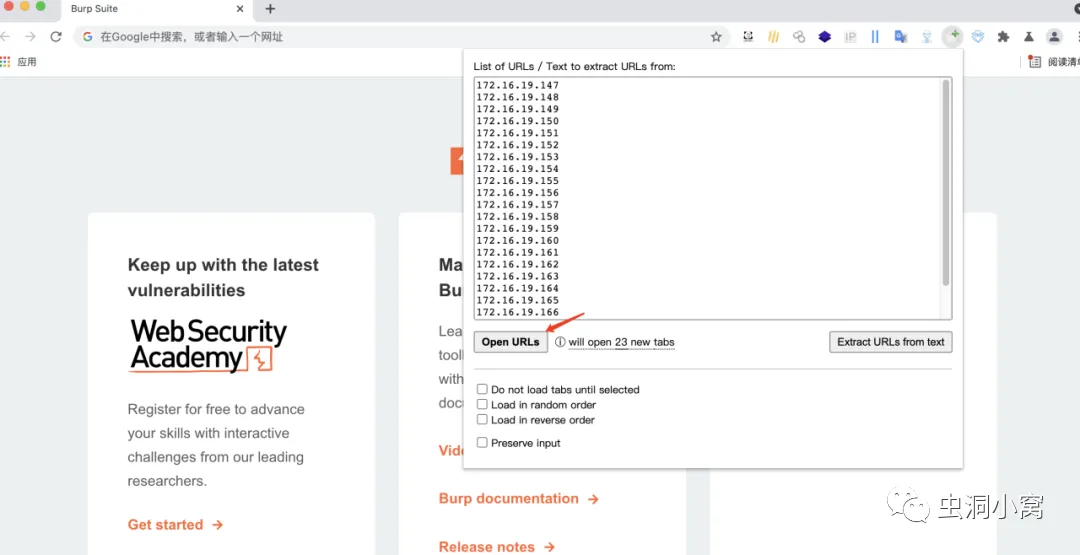 Burp Suite
在Google中搜索，或者输入一个网址
IP
应用
阅读清单
List of URLs / Text to extract URLs from:
172.16.19.147
172.16.19.148
172.16.19.149
172.16.19.150
172.16.19.151
172.16.19.152
172.16.19.153
172.16.19.154
172.16.19.155
172.16.19.156
172.16.19.157
172.16.19.158
172.16.19.159
172.16.19.160
172.16.19.161
172.16.19.162
172.16.19.163
172.16.19.164
172.16.19.165
172.16.19.166
Open URLs
will open 23 new tabs
Extract URLs from text
Do not load tabs until selected
Load in random order
Load in reverse order
Preserve input
Keep up with the latest
vulnerabilities
Web Security
Academy
Register for free to advance
your skills with interactive
challenges from our leading
researchers.
Get started
Ma
Bu
Lea
tool
with
doc
Vide
Burp documentation
Release notes
虫洞小窝